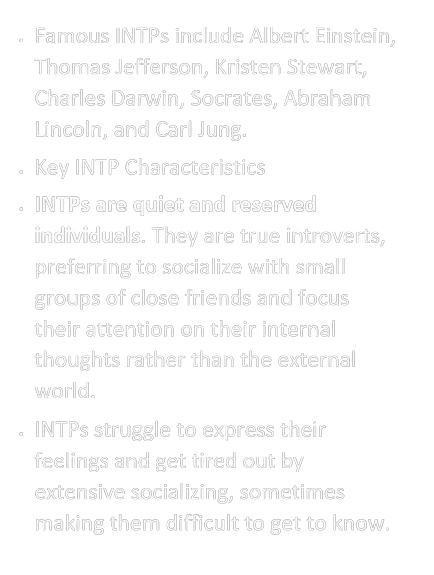 • Famous INTPs include Albert Einstein,
Thomas Jefferson, Kristen Stewart,
Charles Darwin, Socrates, Abraham
Lincoln, and Carl Jung.
• Key INTP Characteristics
• INTPs are quiet and reserved
individuals. They are true introverts,
preferring to socialize with small
groups of close friends and focus
their attention on their internal
thoughts rather than the external
world.
• INTPs struggle to express their
feelings and get tired out by
extensive socializing, sometimes
making them difficult to get to know.